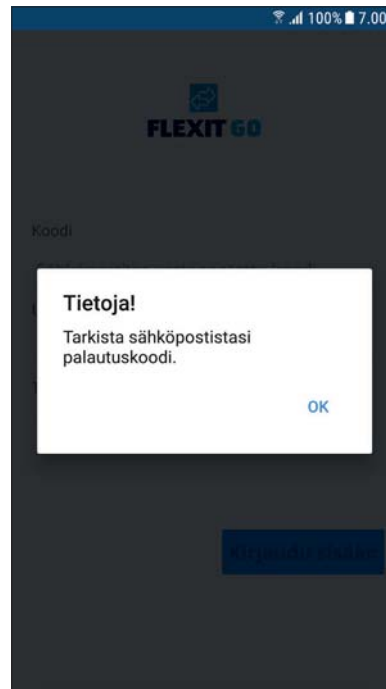 100% 7.00
FLEXIT GO
Koodi
Tietoja!
Tarkista sähköpostistasi
palautuskoodi.
OK
Kirjaudu sisään